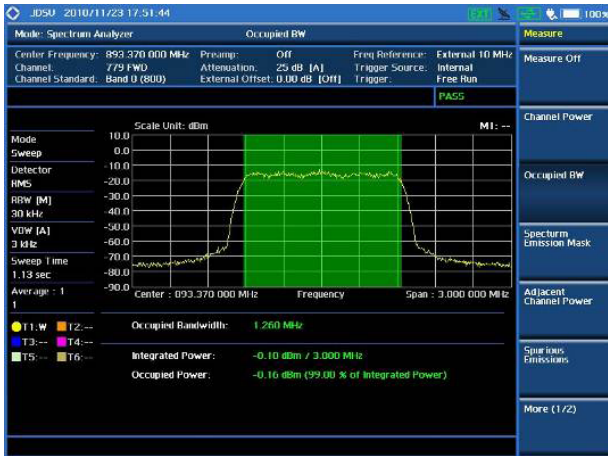 JDSU 2010/11/23 17:51:44 EXT 100%
Mode: Spectrum Analyzer Occupied BW
Center Frequency: 893.370 000 MHz Preamp: Off Freq Reference: External 10 MHz
Channel: 779 FWD Attenuation: 25 dB [A] Trigger Source: Internal
Channel Standard: Band 0 (800) External Offset: 0.00 dB [Off] Trigger: Free Run
PASS
Scale Unit: dBm M1: --
Mode
Sweep
Detector
RMS
RBW [M]
30 kHz
VBW [A]
3 kHz
Sweep Time
1.13 sec
Average : 1
1
10.0
0.0
-10.0
-20.0
-30.0
-40.0
-50.0
-60.0
-70.0
-80.0
-90.0
Center : 893.370 000 MHz Frequency Span : 3.000 000 MHz
T1:W T2:--
T3:-- T4:--
T5:-- T6:--
Occupied Bandwidth: 1.260 MHz
Integrated Power: -0.10 dBm / 3.000 MHz
Occupied Power: -0.16 dBm (99.00 % of Integrated Power)
Measure
Measure Off
Channel Power
Occupied BW
Specturm
Emission Mask
Adjacent
Channel Power
Spurious
Emissions
More (1/2)